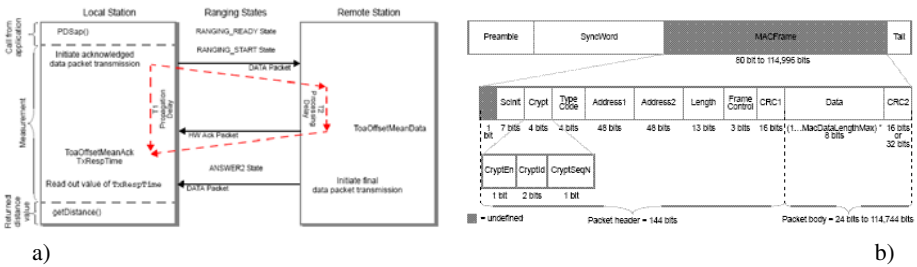 Local Station
Ranging States
Remote Station
Call from
application
PDSap()
RANGING_READY State
RANGING_START State
Initiate acknowledged
data packet transmission
DATA Packet
Measurement
T1
Propagation
Delay
T2
Processing
Delay
HW Ack Packet
ToaOffsetMeanData
ToaOffsetMeanAck
TxRespTime
ANSWER2 State
Read out value of TxRespTime
DATA Packet
Initiate final
data packet transmission
Returned
distance
value
getDistance()
a)
Preamble
SyncWord
MACFrame
Tail
80 bit to 114,996 bits
ScInit
Crypt
Type
Code
Address1
Address2
Length
Frame
Control
CRC1
Data
CRC2
1
bit
7 bits
4 bits
4 bits
48 bits
48 bits
13 bits
3 bits
16 bits
(1...MacDataLengthMax) *
8 bits
16 bits
or
32 bits
CryptEn
CryptId
CryptSeqN
1 bit
2 bits
1 bit
= undefined
Packet header = 144 bits
Packet body = 24 bits to 114,744 bits
b)